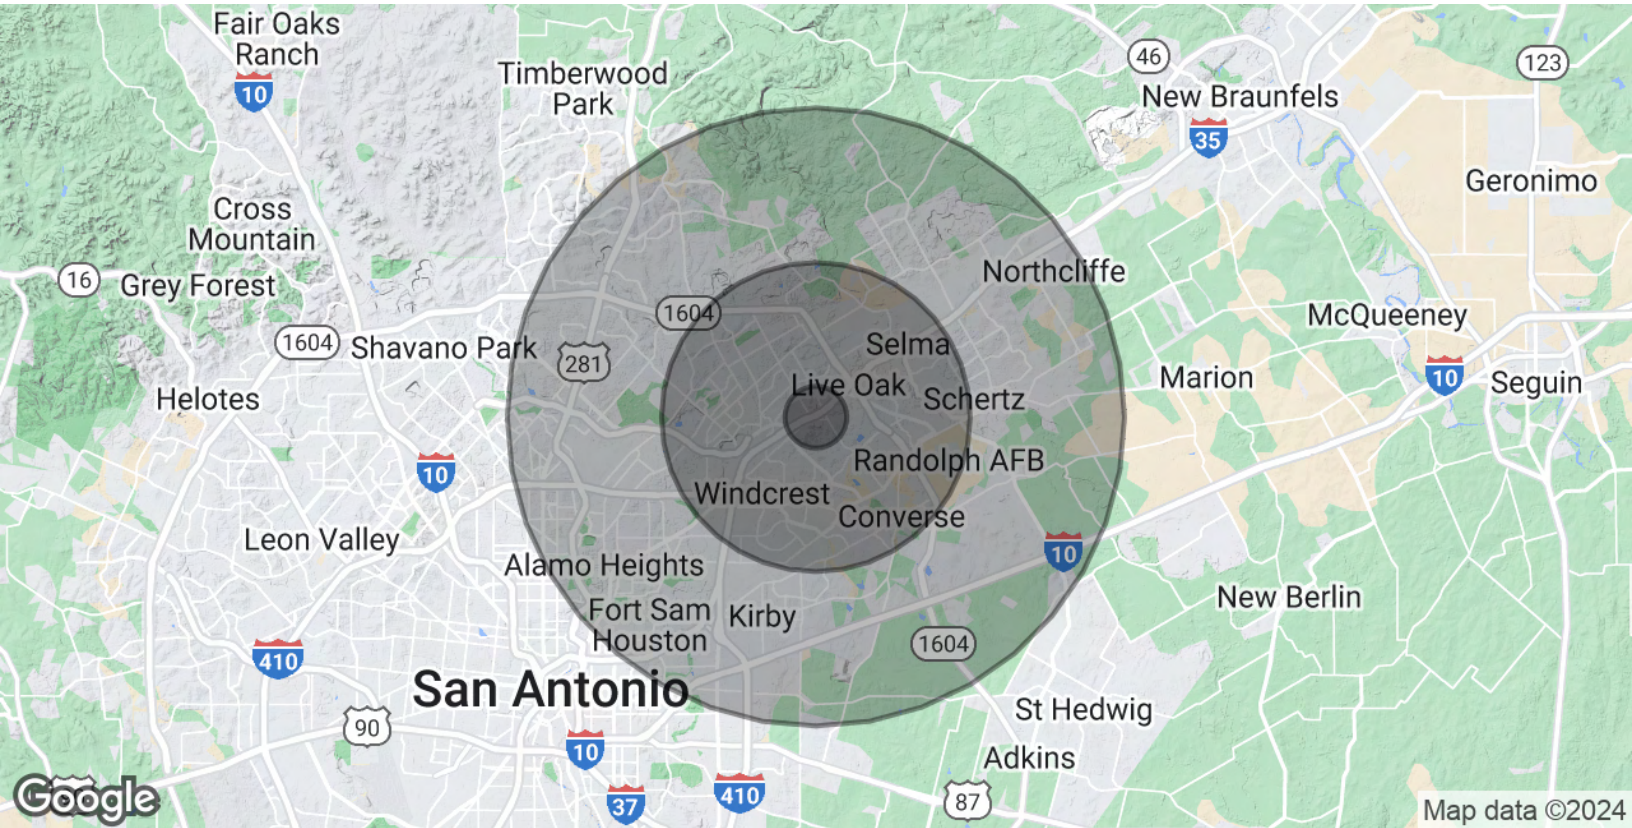 Fair Oaks
Ranch
10
Timberwood
Park
46
123
New Braunfels
35
Geronimo
Cross
Mountain
16
Grey Forest
Northcliffe
1604
McQueeney
1604
Shavano Park
281
Selma
Live Oak
Schertz
Marion
10
Seguin
Helotes
10
Randolph AFB
Windcrest
Converse
Leon Valley
Alamo Heights
10
Fort Sam
Houston
Kirby
New Berlin
410
1604
San Antonio
St Hedwig
90
10
Adkins
410
37
87
Google
Map data ©2024